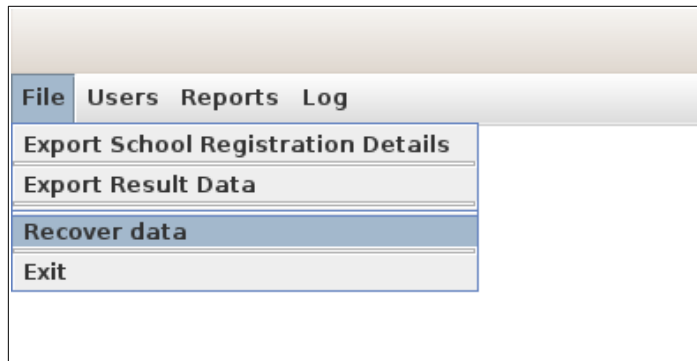 File Users Reports Log
Export School Registration Details
Export Result Data
Recover data
Exit